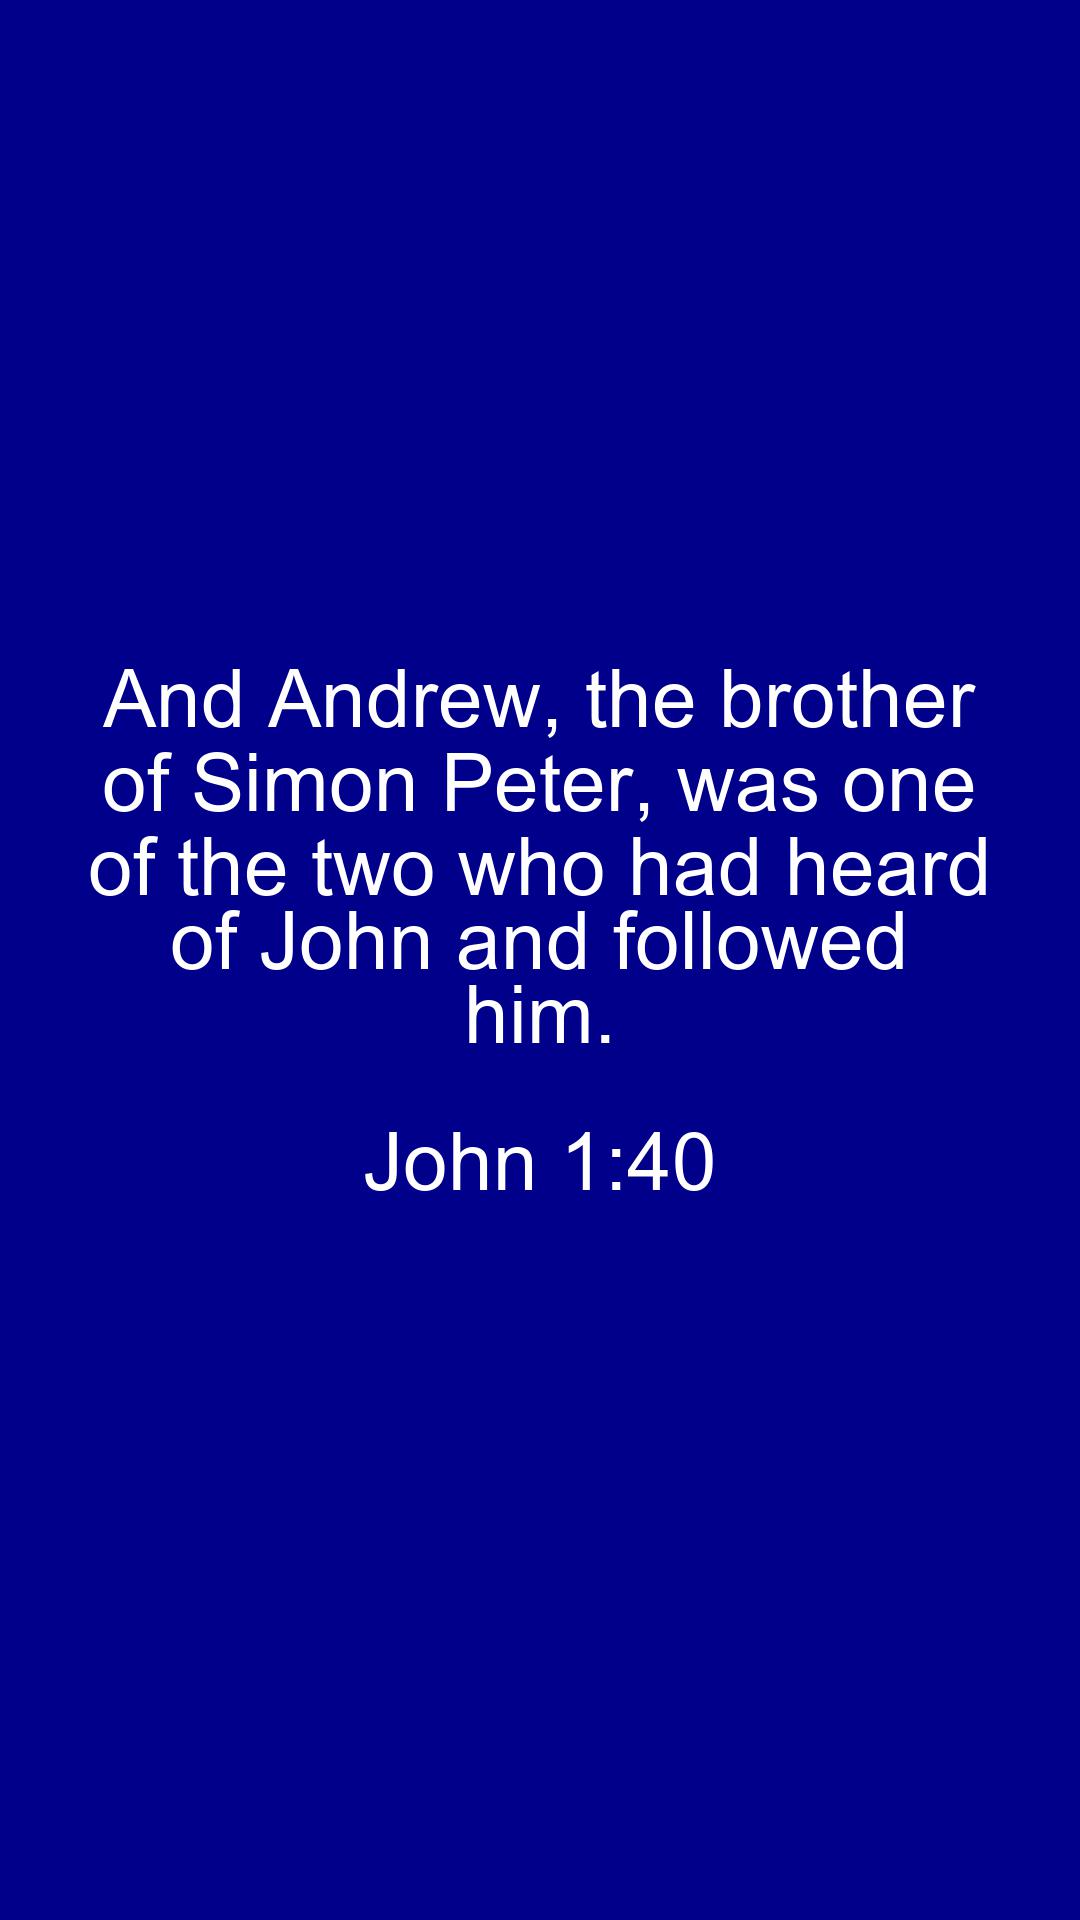 And Andrew, the brother
of Simon Peter, was one
of the two who had heard
of John and followed
him.
John 1:40